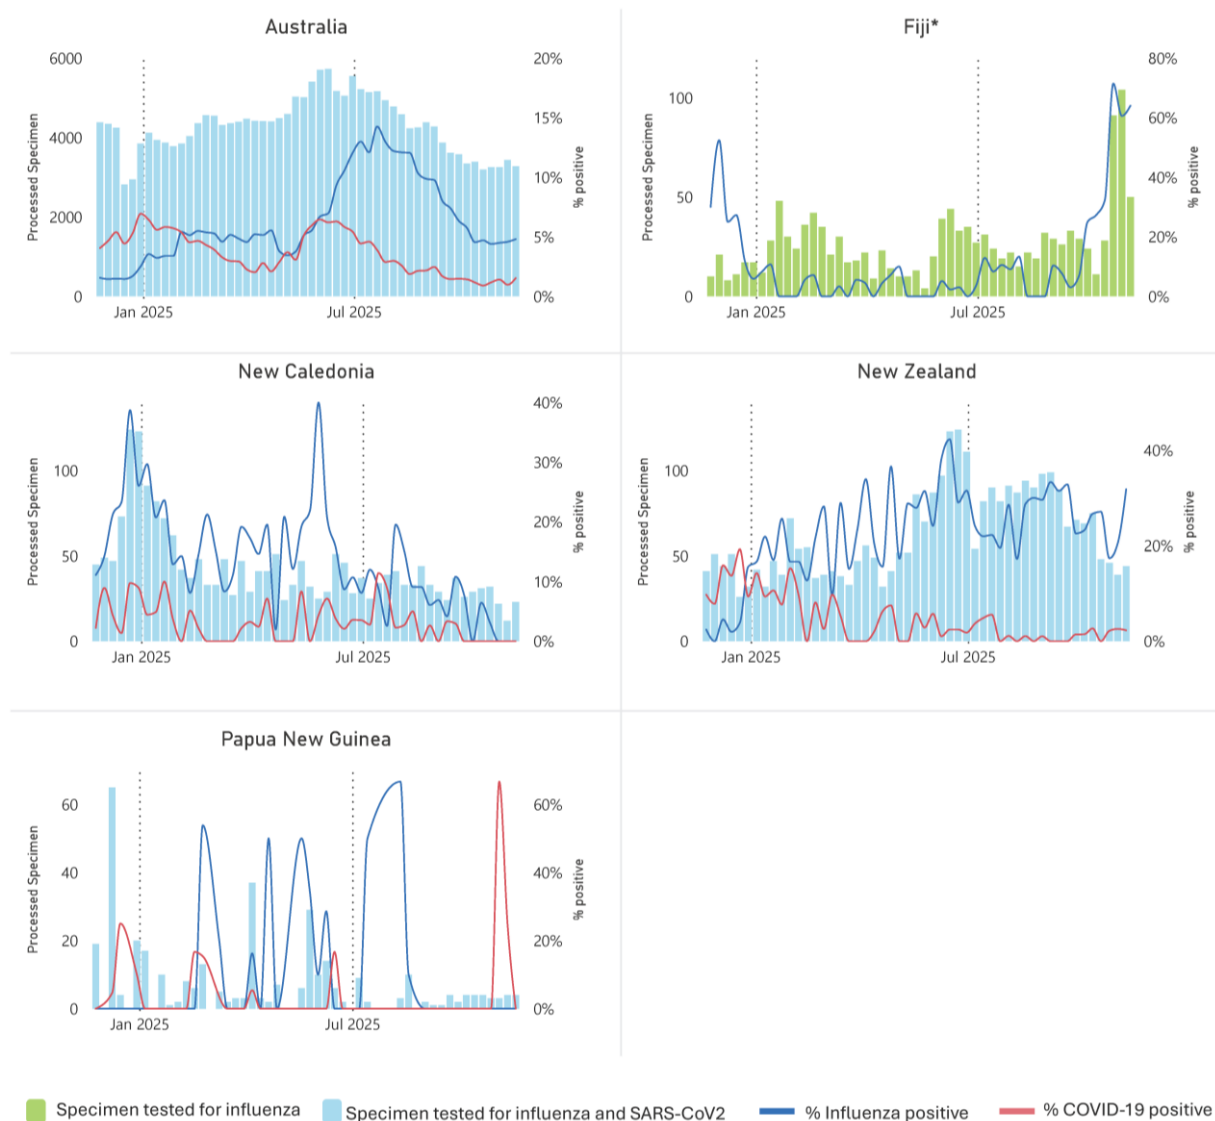 Australia
6000
4000
2000
0
Processed Specimen
20%
15%
10%
5%
0%
% positive
Jan 2025
Jul 2025
Fiji*
100
50
0
Processed Specimen
80%
60%
40%
20%
0%
% positive
Jan 2025
Jul 2025
New Caledonia
100
50
0
Processed Specimen
40%
30%
20%
10%
0%
% positive
Jan 2025
Jul 2025
New Zealand
100
50
0
Processed Specimen
40%
20%
0%
% positive
Jan 2025
Jul 2025
Papua New Guinea
60
40
20
0
Processed Specimen
60%
40%
20%
0%
% positive
Jan 2025
Jul 2025
Specimen tested for influenza
Specimen tested for influenza and SARS-CoV2
% Influenza positive
% COVID-19 positive